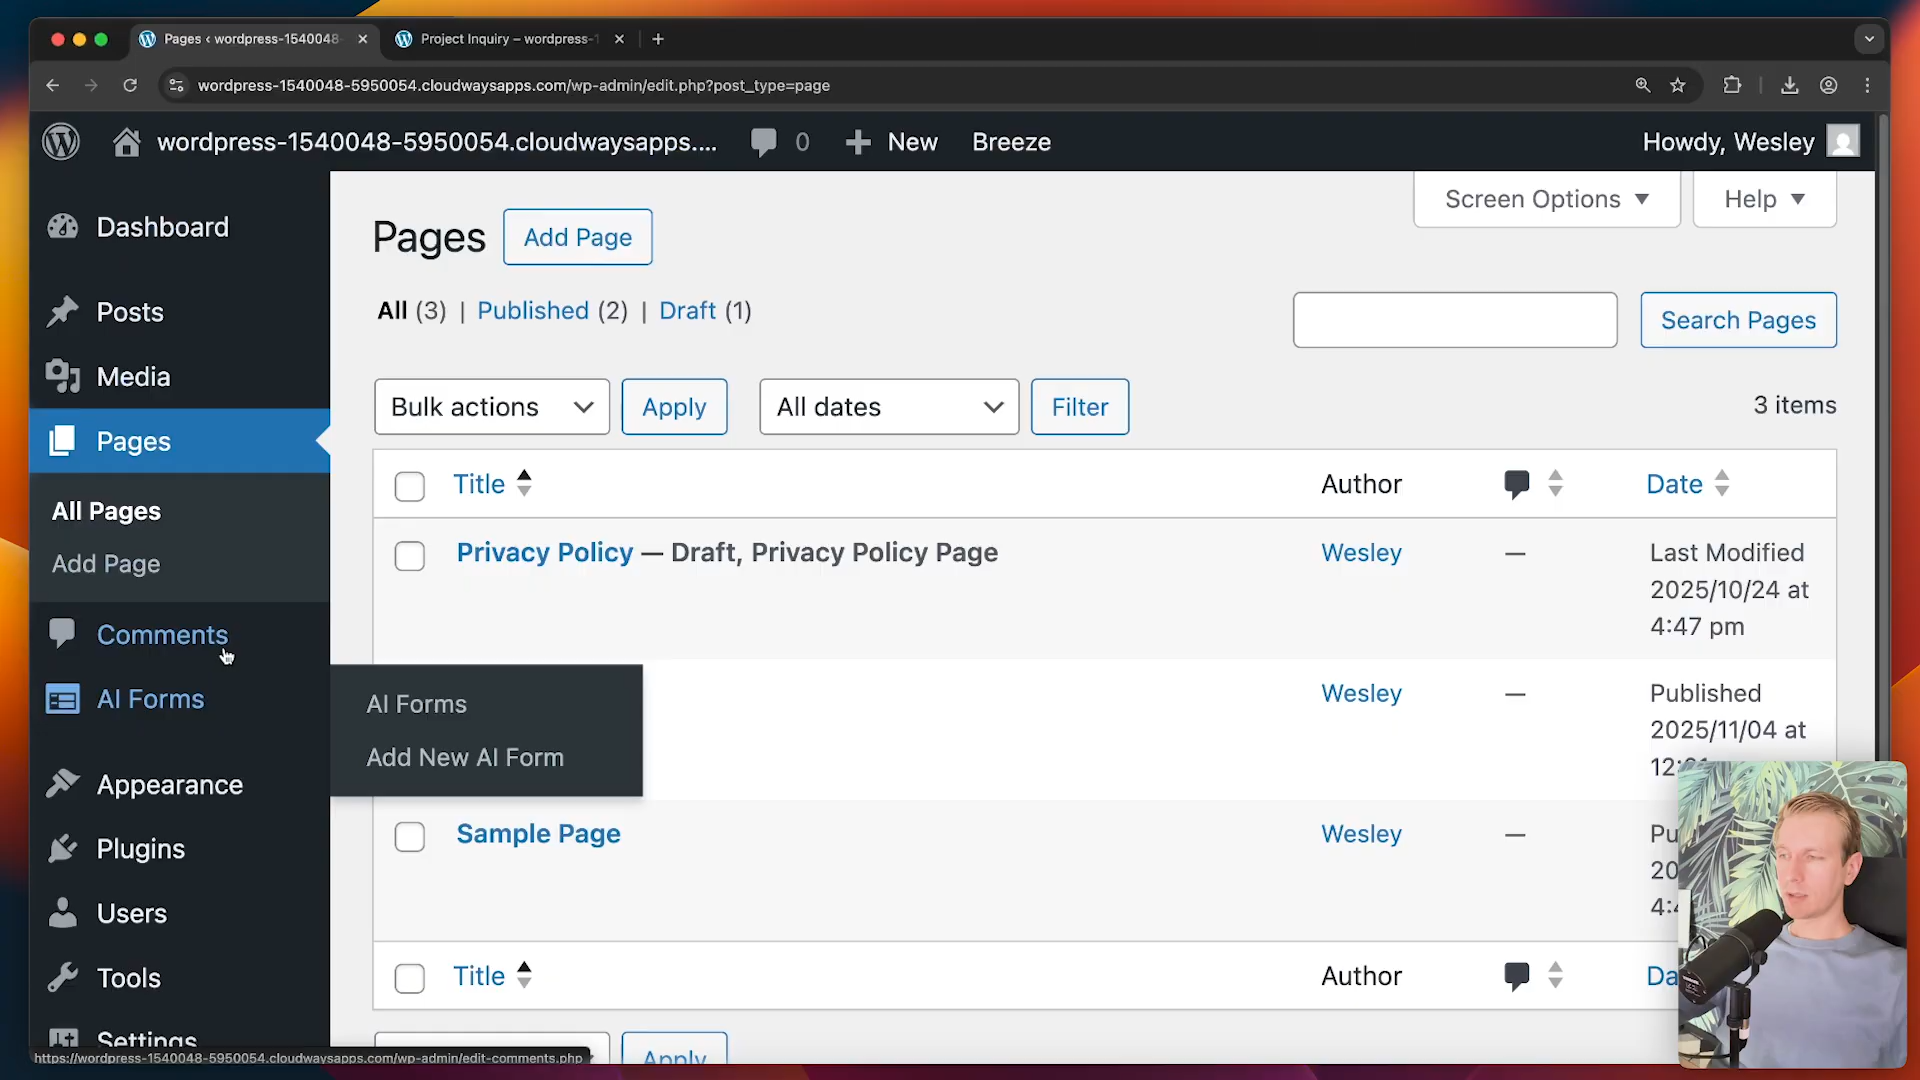 Pages ‹ wordpress-1540048-
Project Inquiry – wordpress-1
wordpress-1540048-5950054.cloudwaysapps.com/wp-admin/edit.php?post_type=page
wordpress-1540048-5950054.cloudwaysapps.... 0 New Breeze Howdy, Wesley
Screen Options Help
Dashboard
Posts
Media
Pages
All Pages
Add Page
Comments
AI Forms
Appearance
Plugins
Users
Tools
Settings
AI Forms
Add New AI Form
Pages Add Page
All (3) | Published (2) | Draft (1)
Search Pages
Bulk actions Apply All dates Filter 3 items
Title Author Date
Privacy Policy — Draft, Privacy Policy Page Wesley — Last Modified
2025/10/24 at
4:47 pm
Wesley — Published
2025/11/04 at
Sample Page Wesley —
Title Author
Apply
https://wordpress-1540048-5950054.cloudwaysapps.com/wp-admin/edit-comments.php